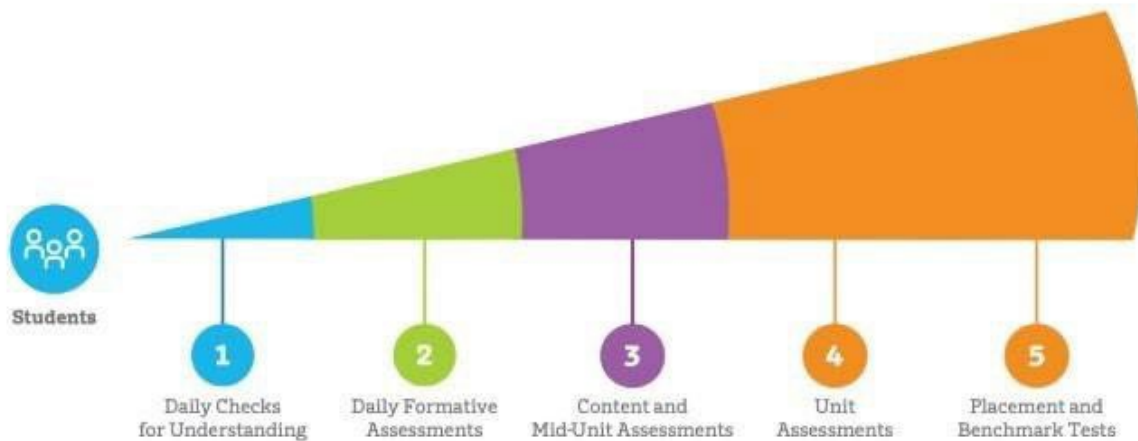 Students
1
Daily Checks
for Understanding
2
Daily Formative
Assessments
3
Content and
Mid-Unit Assessments
4
Unit
Assessments
5
Placement and
Benchmark Tests